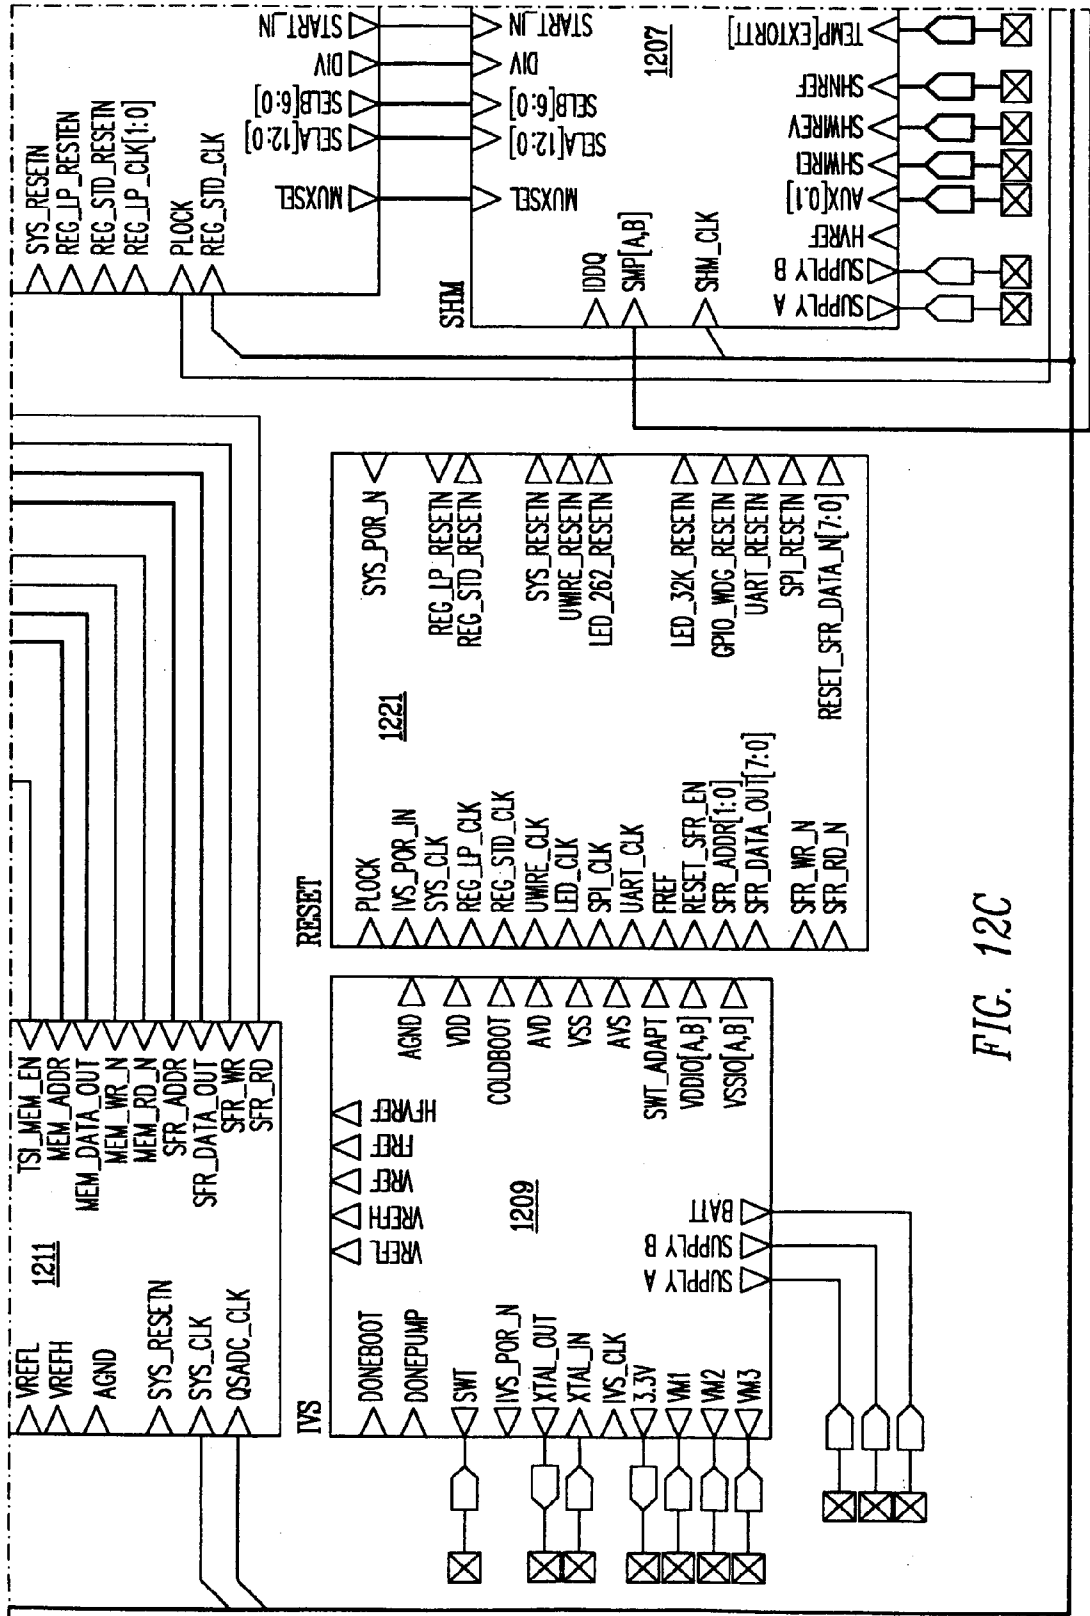 START_IN
DIV
SELB[6:0]
SELA[12:0]
MUXSEL
SYS_RESETN
REG_LP_RESTEN
REG_STD_RESETN
REG_LP_CLK[1:0]
PLOCK
REG_STD_CLK
SHM
1207
START_IN
DIV
SELB[6:0]
SELA[12:0]
MUXSEL
IDDQ
SMP[A,B]
SHM_CLK
TEMP[EXTORTT]
SHNREF
SHWREV
SHWREI
AUX[0.1]
HVREF
SUPPLY B
SUPPLY A
RESET
1221
PLOCK
IVS_POR_IN
SYS_CLK
REG_LP_CLK
REG_STD_CLK
UWIRE_CLK
LED_CLK
SPI_CLK
UART_CLK
FREF
RESET_SFR_EN
SFR_ADDR[1:0]
SFR_DATA_OUT[7:0]
SFR_WR_N
SFR_RD_N
SYS_POR_N
REG_LP_RESETN
REG_STD_RESETN
SYS_RESETN
UWIRE_RESETN
LED_262_RESETN
LED_32K_RESETN
GPIO_WDG_RESETN
UART_RESETN
SPI_RESETN
RESET_SFR_DATA_N[7:0]
1211
VREFL
VREFH
AGND
SYS_RESETN
SYS_CLK
QSADC_CLK
TSI_MEM_EN
MEM_ADDR
MEM_DATA_OUT
MEM_WR_N
MEM_RD_N
SFR_ADDR
SFR_DATA_OUT
SFR_WR
SFR_RD
IVS
1209
DONEBOOT
DONEPUMP
SWT
IVS_POR_N
XTAL_OUT
XTAL_IN
IVS_CLK
3.3V
VM1
VM2
VM3
VREFL
VREFH
VREF
FREF
HFVREF
AGND
VDD
COLDBOOT
AVD
VSS
AVS
SWT_ADAPT
VDDIO[A,B]
VSSIO[A,B]
SUPPLY A
SUPPLY B
BATT
FIG. 12C